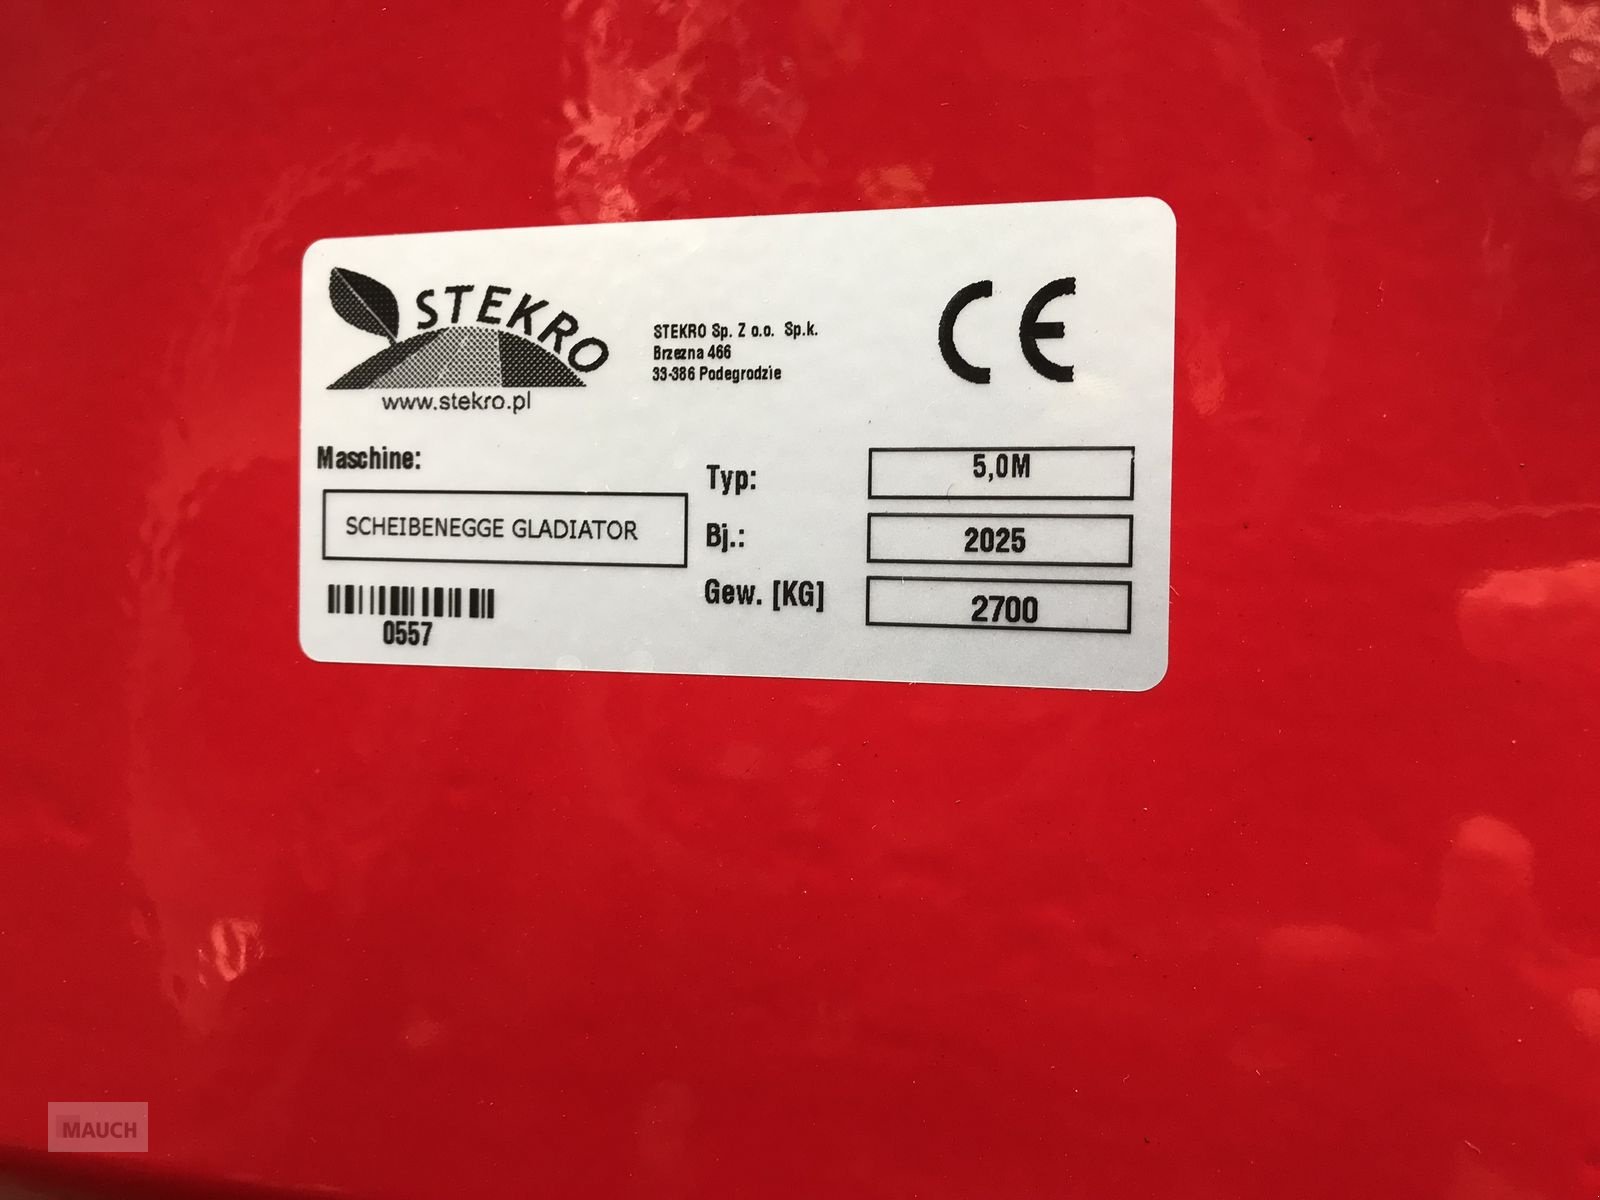 STEKRO
www.stekro.pl
STEKRO Sp. Z o.o. Sp.k.
Brzezna 466
33-386 Podegrodzie
CE
Maschine:
SCHEIBENEGGE GLADIATOR
0557
Typ: 5,0M
Bj.: 2025
Gew. [KG] 2700
MAUCH